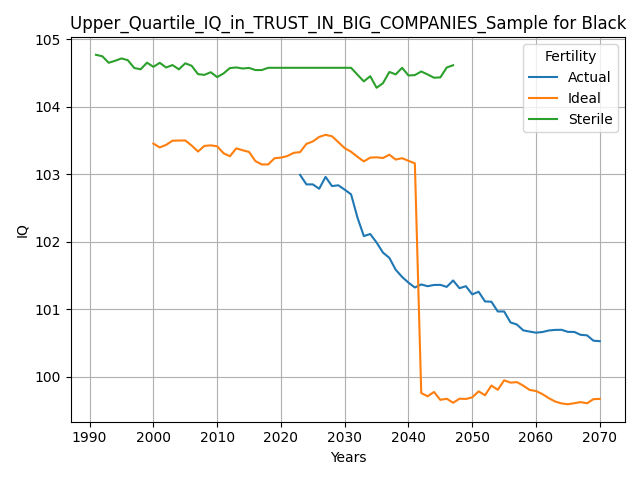 Upper_Quartile_IQ_in_TRUST_IN_BIG_COMPANIES_Sample for Black
105
104
103
102
101
100
IQ
Fertility
Actual
Ideal
Sterile
1990 2000 2010 2020 2030 2040 2050 2060 2070
Years